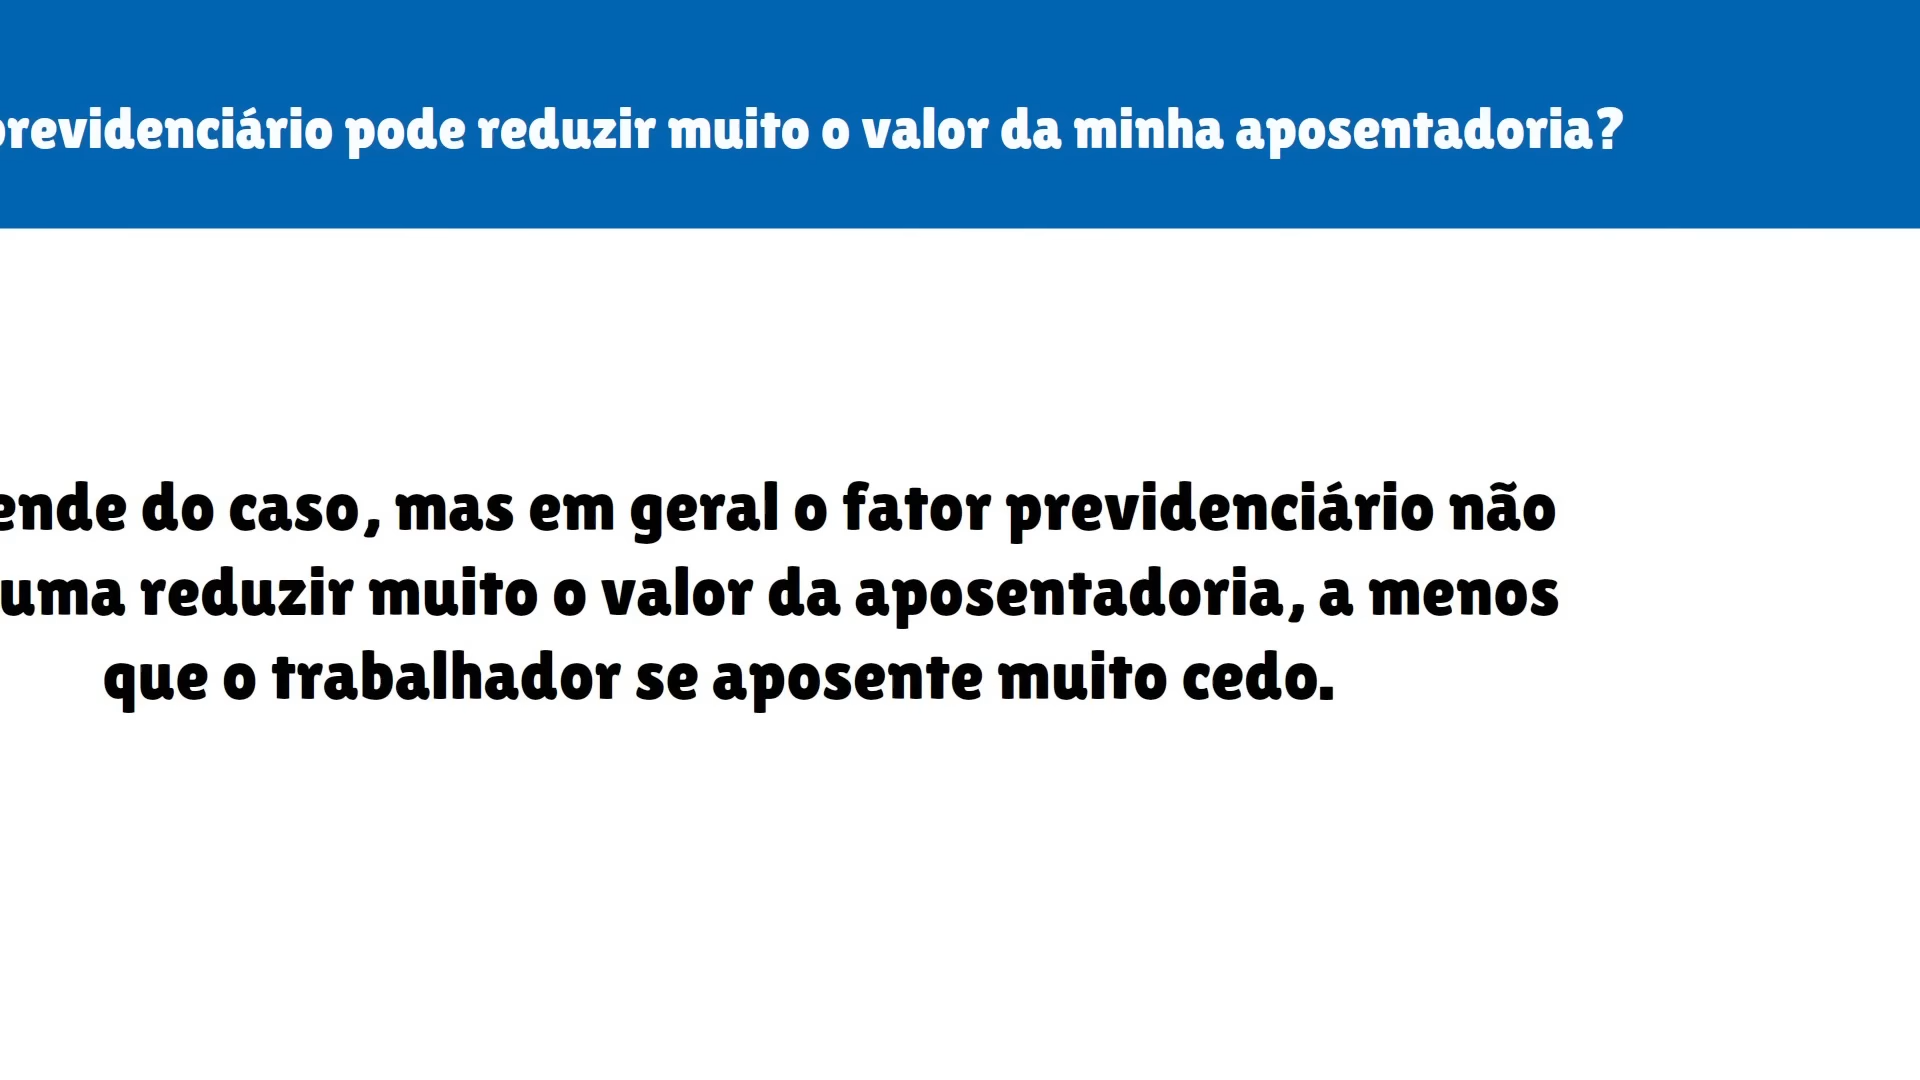 previdenciário pode reduzir muito o valor da minha aposentadoria?
ende do caso, mas em geral o fator previdenciário não
uma reduzir muito o valor da aposentadoria, a menos
que o trabalhador se aposente muito cedo.